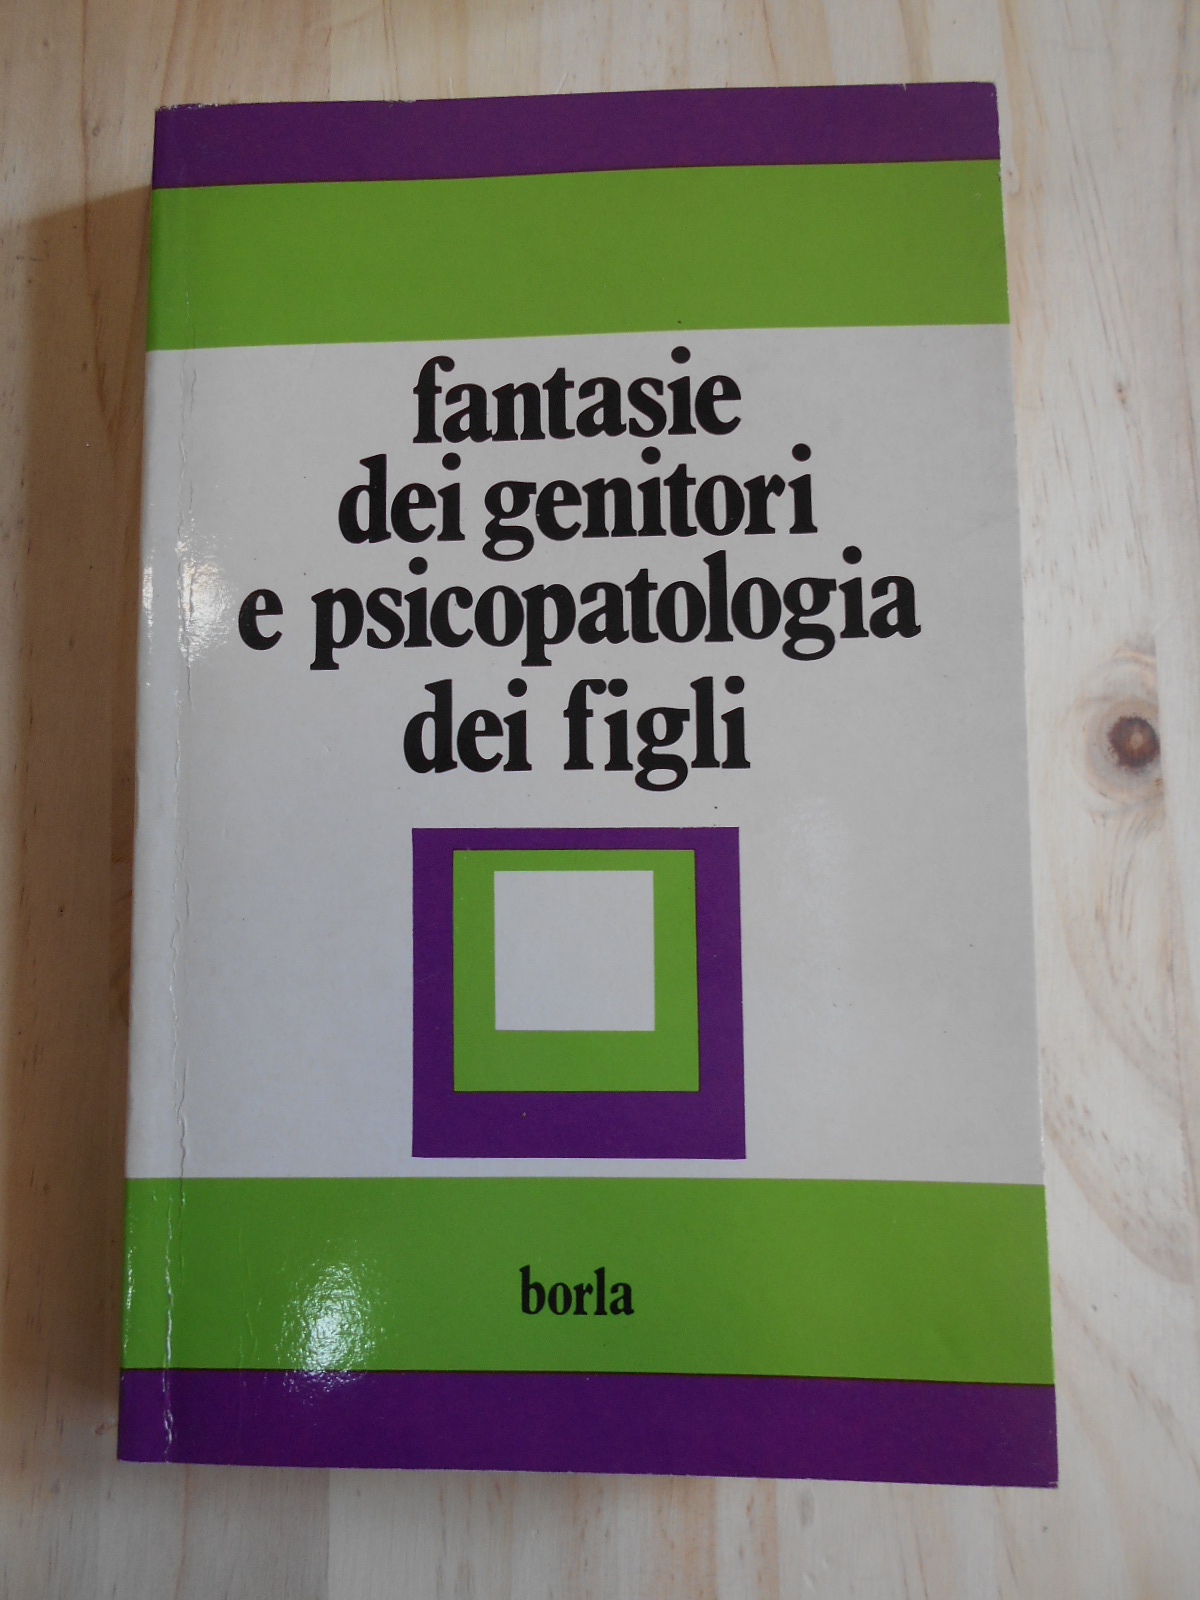 fantasie
dei genitori
e psicopatologia
dei figli
borla